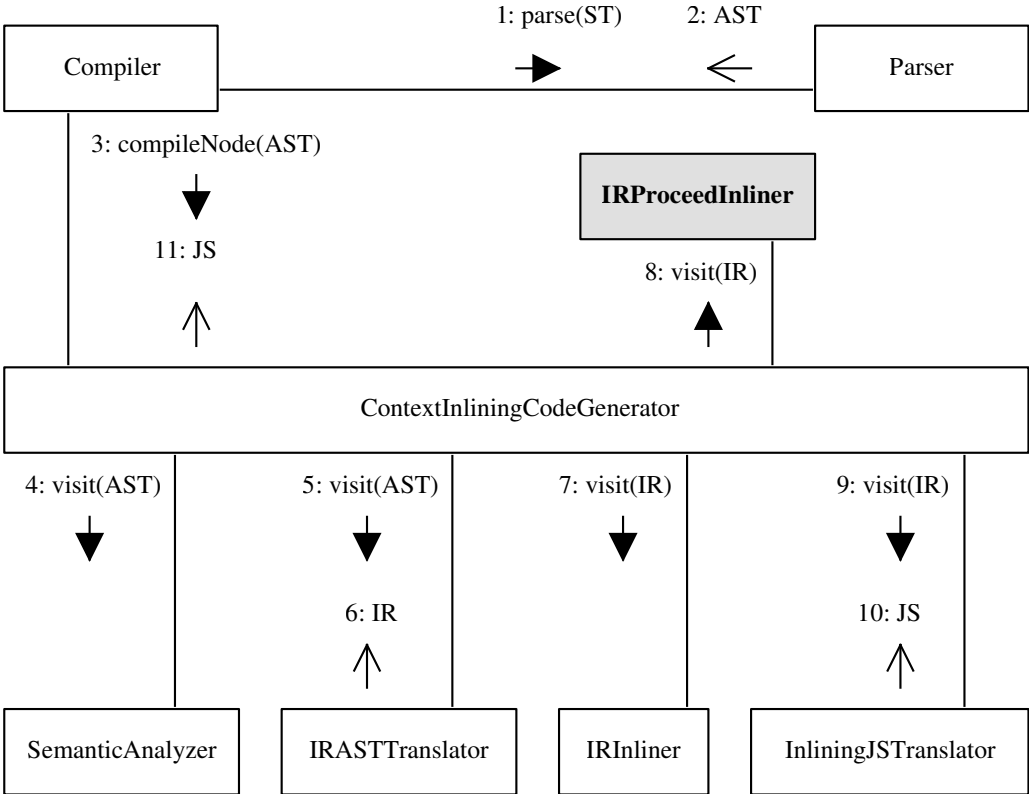 1: parse(ST)
2: AST
Compiler
Parser
3: compileNode(AST)
IRProceedInliner
11: JS
8: visit(IR)
ContextInliningCodeGenerator
4: visit(AST)
5: visit(AST)
7: visit(IR)
9: visit(IR)
6: IR
10: JS
SemanticAnalyzer
IRASTTranslator
IRInliner
InliningJSTranslator